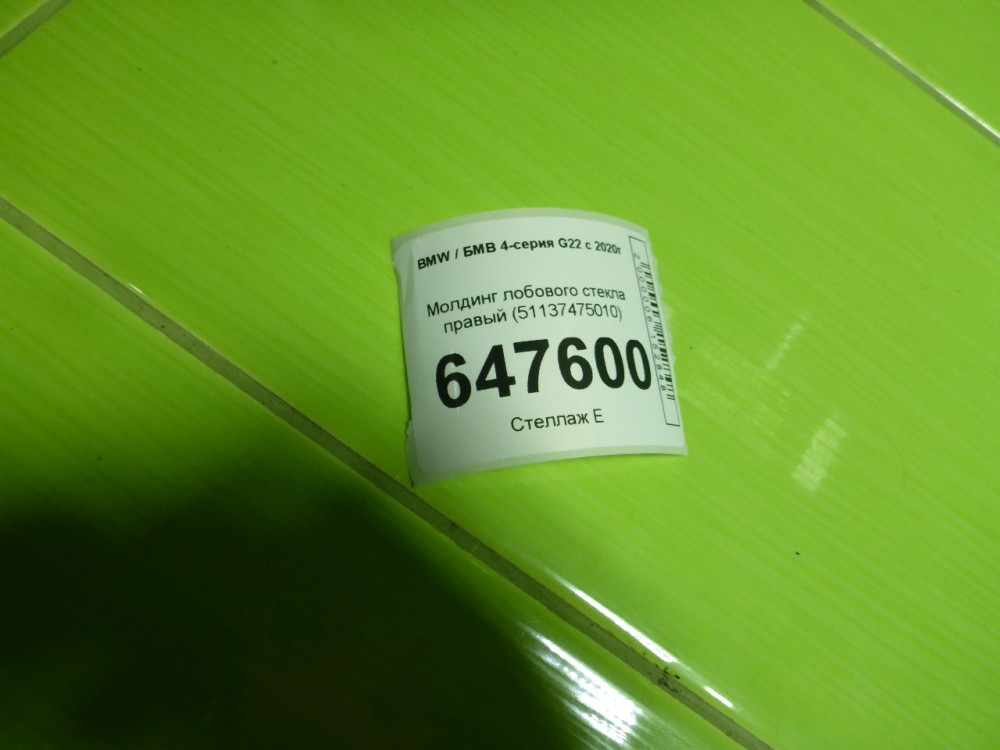 BMW / БМВ 4-серия G22 с 2020г
Молдинг лобового стекла
правый (51137475010)
647600
Стеллаж Е